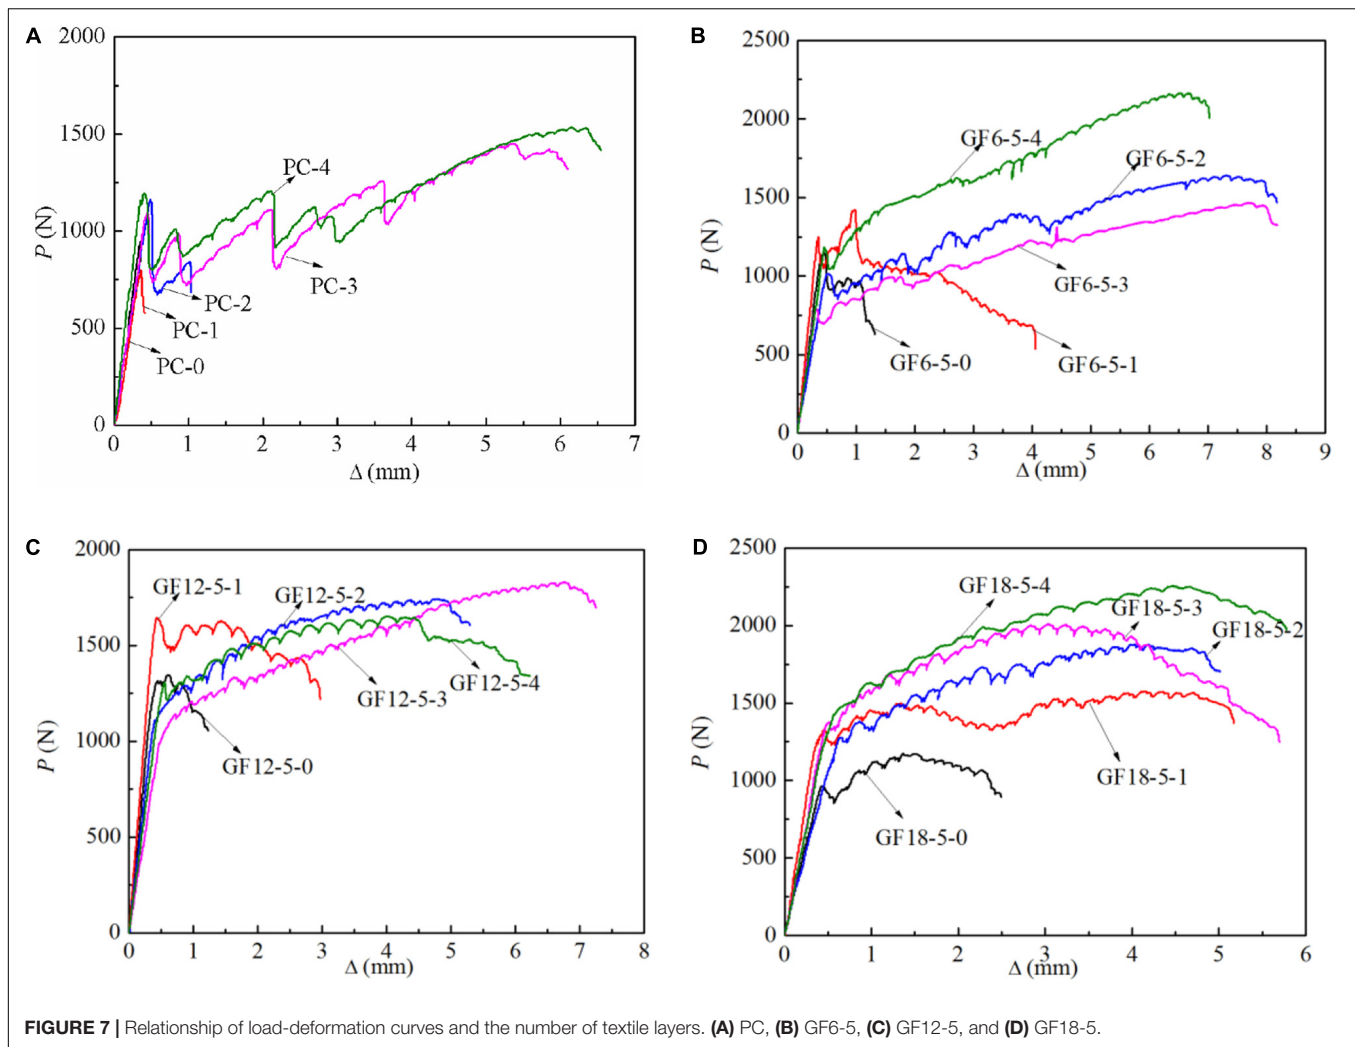 A
2000
1500
1000
500
0
P (N)
PC-4
PC-3
PC-2
PC-1
PC-0
0 1 2 3 4 5 6 7
Δ (mm)
B
2500
2000
1500
1000
500
0
P (N)
GF6-5-4
GF6-5-2
GF6-5-3
GF6-5-0
GF6-5-1
0 1 2 3 4 5 6 7 8 9
Δ (mm)
C
2000
1500
1000
500
0
P (N)
GF12-5-1
GF12-5-2
GF12-5-3
GF12-5-4
GF12-5-0
0 1 2 3 4 5 6 7 8
Δ (mm)
D
2500
2000
1500
1000
500
0
P (N)
GF18-5-4
GF18-5-3
GF18-5-2
GF18-5-1
GF18-5-0
0 1 2 3 4 5 6
Δ (mm)
FIGURE 7 | Relationship of load-deformation curves and the number of textile layers. (A) PC, (B) GF6-5, (C) GF12-5, and (D) GF18-5.